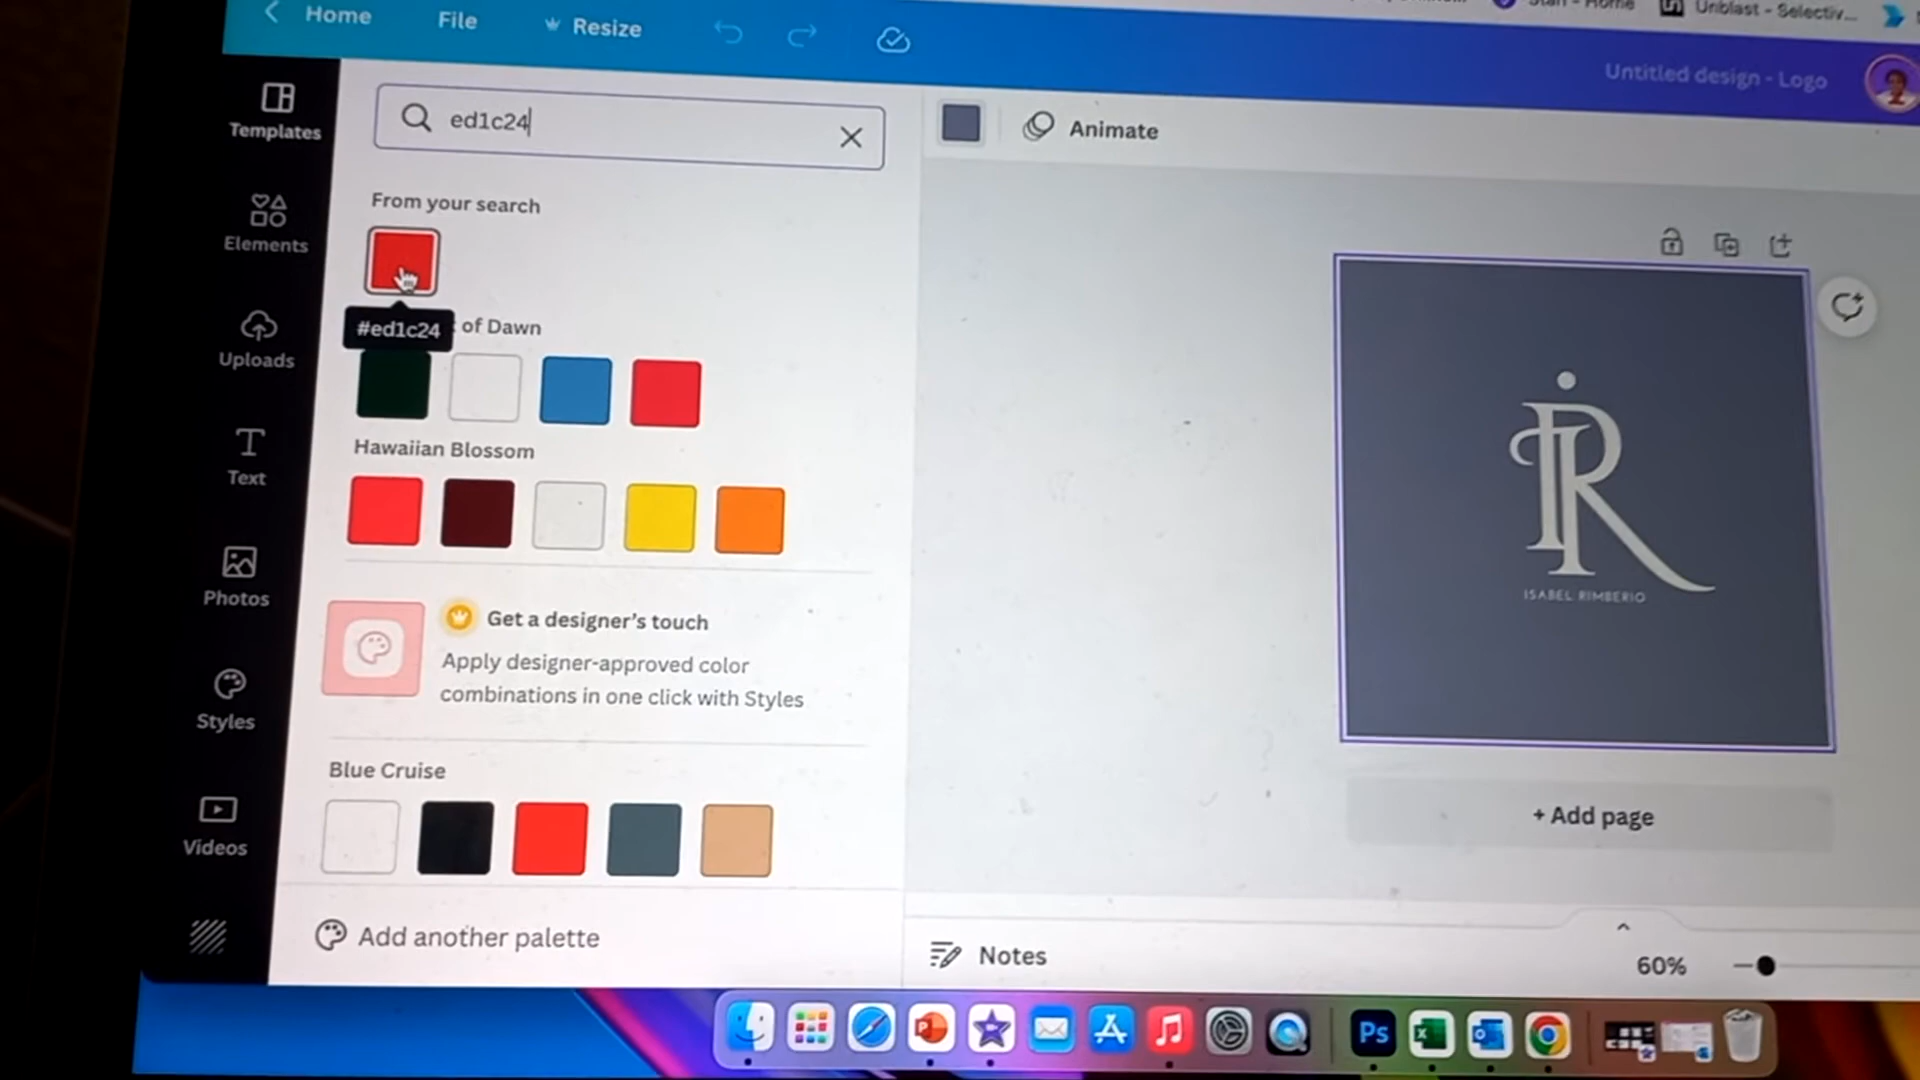 Home File Resize
Unblast - Selectiv...
Untitled design - Logo
Templates
ed1c24
Animate
Elements
From your search
#ed1c24
of Dawn
Uploads
Text
Hawaiian Blossom
Photos
Get a designer's touch
Apply designer-approved color
combinations in one click with Styles
Styles
ISABEL RIMBERIO
Blue Cruise
Videos
+ Add page
Add another palette
Notes
60%
Ps